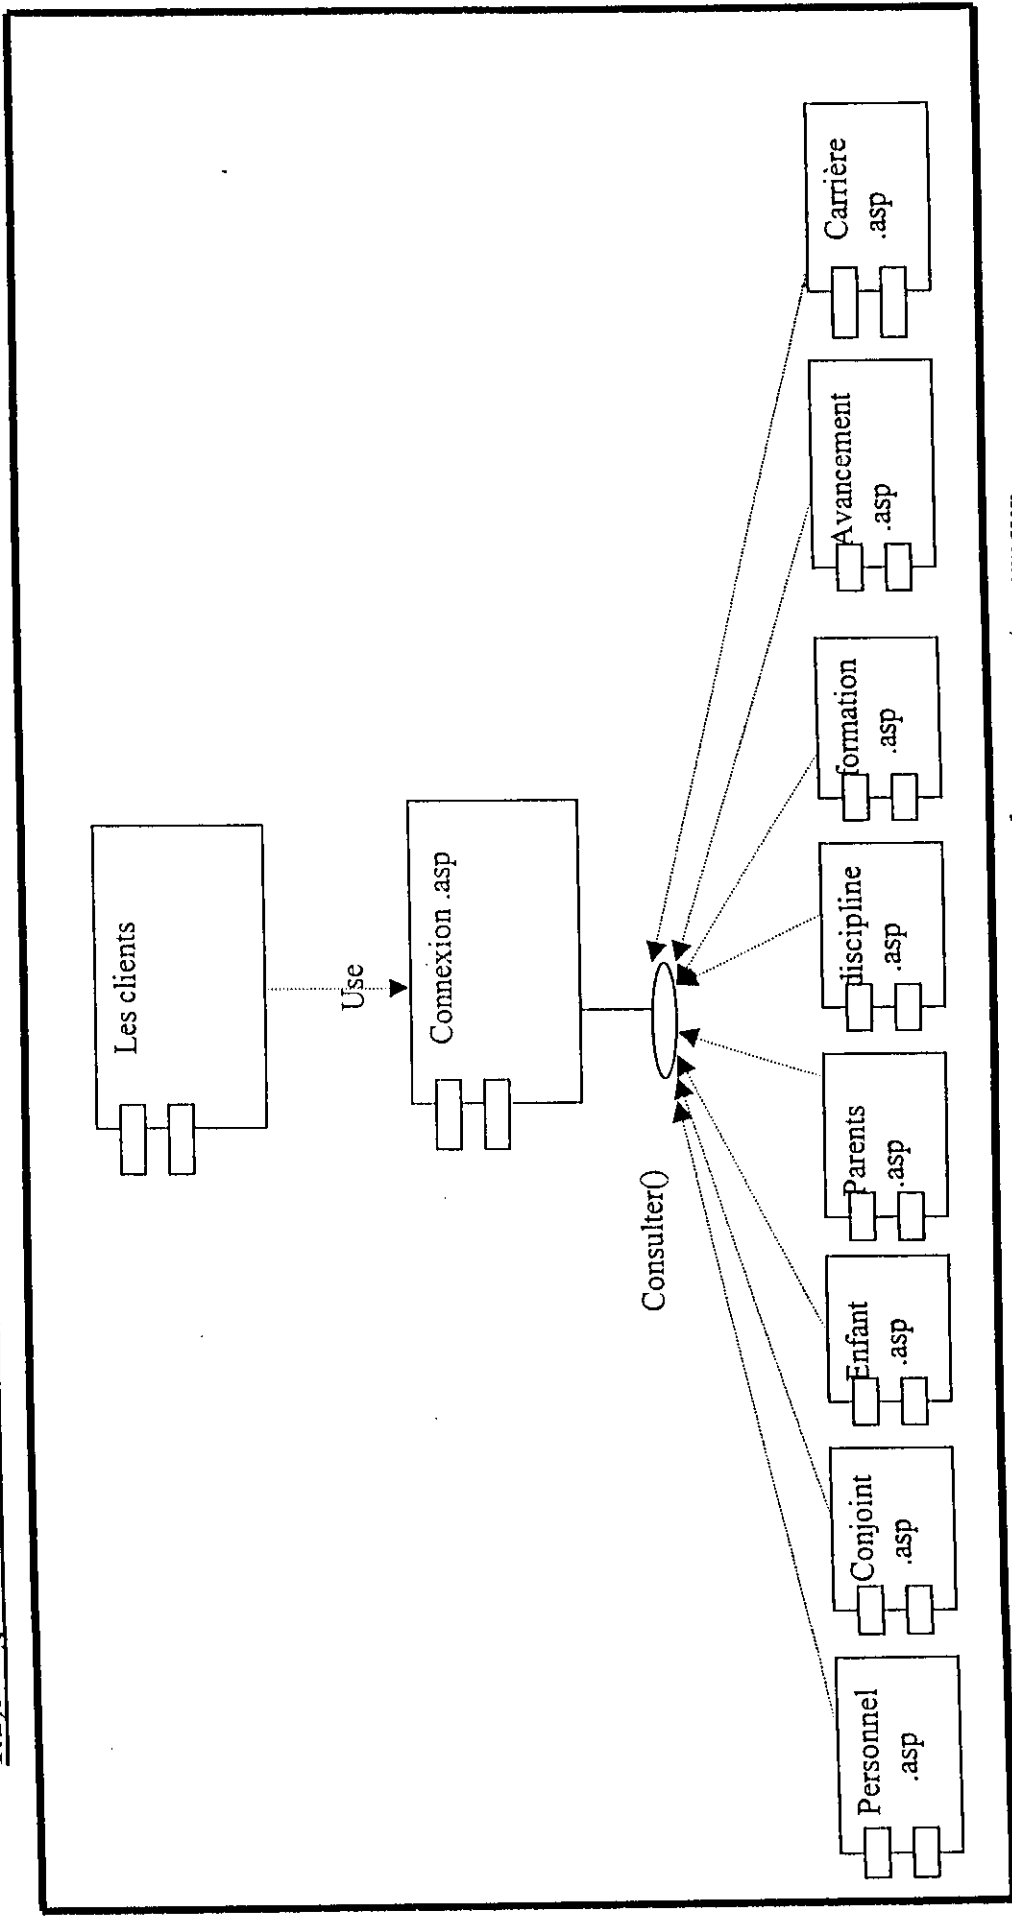 Les clients
Use
Connexion .asp
Consulter()
Personnel
.asp
Conjoint
.asp
Enfant
.asp
Parents
.asp
discipline
.asp
formation
.asp
Avancement
.asp
Carrière
.asp